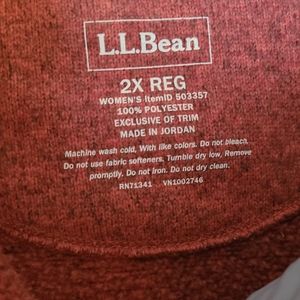 L.L.Bean
2X REG
WOMEN'S ItemID 503357
100% POLYESTER
EXCLUSIVE OF TRIM
MADE IN JORDAN
Machine wash cold, With like colors. Do not bleach,
Do not use fabric softeners. Tumble dry low, Remove
promptly. Do not iron. Do not dry clean.
RN71341 VN1002746